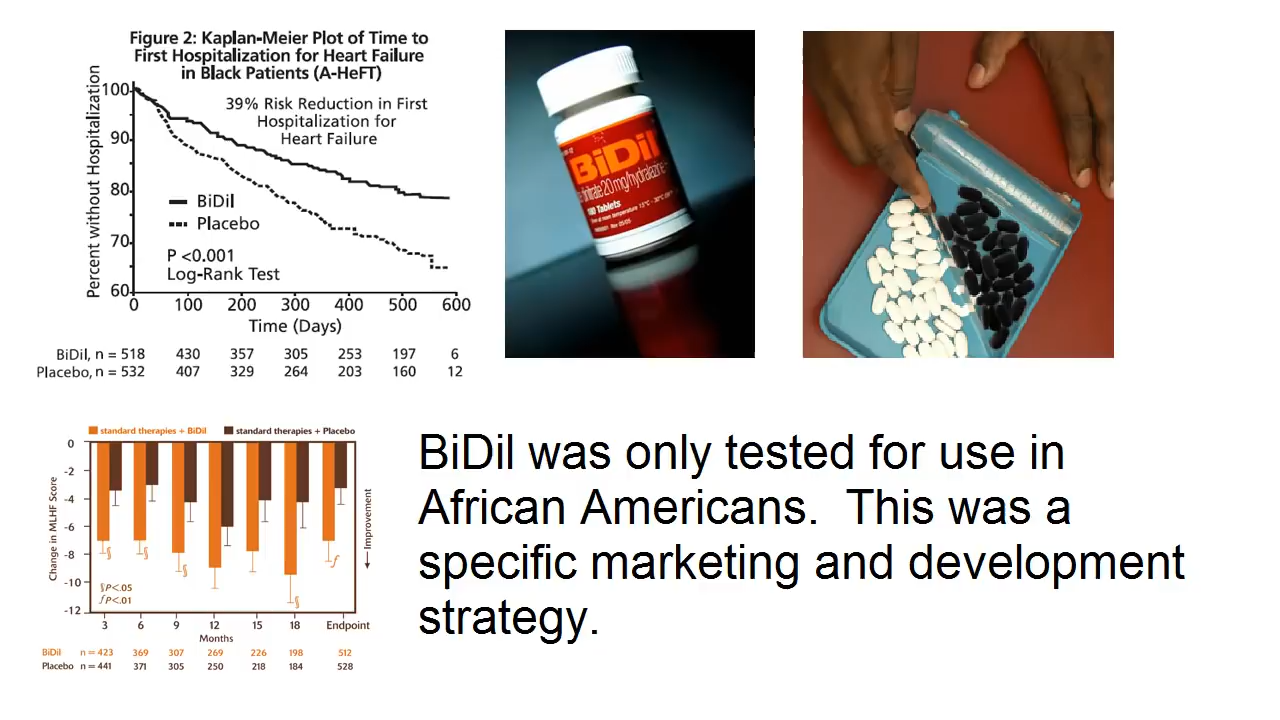 Figure 2: Kaplan-Meier Plot of Time to
First Hospitalization for Heart Failure
in Black Patients (A-HeFT)
Percent without Hospitalization
100
90
80
70
60
39% Risk Reduction in First
Hospitalization for
Heart Failure
BiDil
Placebo
P <0.001
Log-Rank Test
0 100 200 300 400 500 600
Time (Days)
BiDil, n = 518 430 357 305 253 197 6
Placebo, n = 532 407 329 264 203 160 12
BiDil
20 mg/hydralazine
100 Tablets
standard therapies + BiDil standard therapies + Placebo
Change in MLHF Score
0
-2
-4
-6
-8
-10
-12
Improvement
§ § § § ƒ
§P<.05
ƒP<.01
3 6 9 12 15 18 Endpoint
Months
BiDil n = 423 369 307 269 226 198 512
Placebo n = 441 371 305 250 218 184 528
BiDil was only tested for use in
African Americans. This was a
specific marketing and development
strategy.